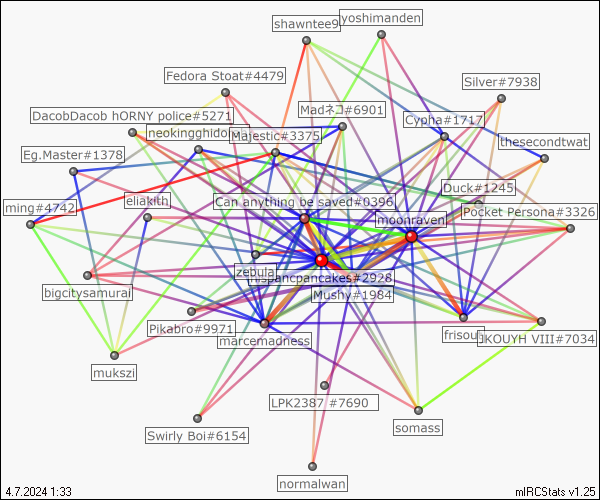 shawntee9
yoshimanden
Fedora Stoat#4479
Silver#7938
Madネコ#6901
DacobDacob hORNY police#5271
Cypha#1717
neokingghido
Majestic#3375
thesecondtwat
Eg.Master#1378
Duck#1245
eliakith
Can anything be saved#0396
ming#4742
Pocket Persona#3326
moonraven
zebula
hispancpancakes#2928
bigcitysamurai
Mushy#1984
Pikabro#9971
marcemadness
frisou
JKOUYH VIII#7034
mukszi
LPK2387 #7690
somass
Swirly Boi#6154
normalwan
4.7.2024 1:33
mIRCStats v1.25